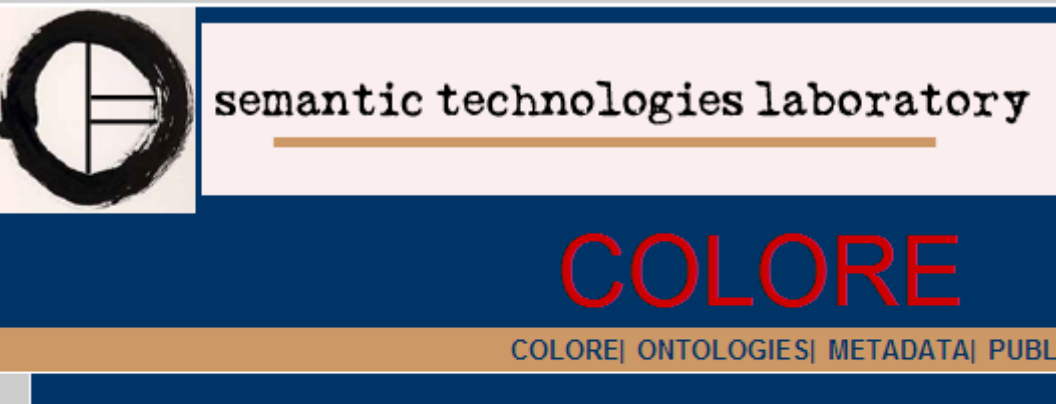 semantic technologies laboratory
COLORE
COLORE| ONTOLOGIES| METADATA| PUBL